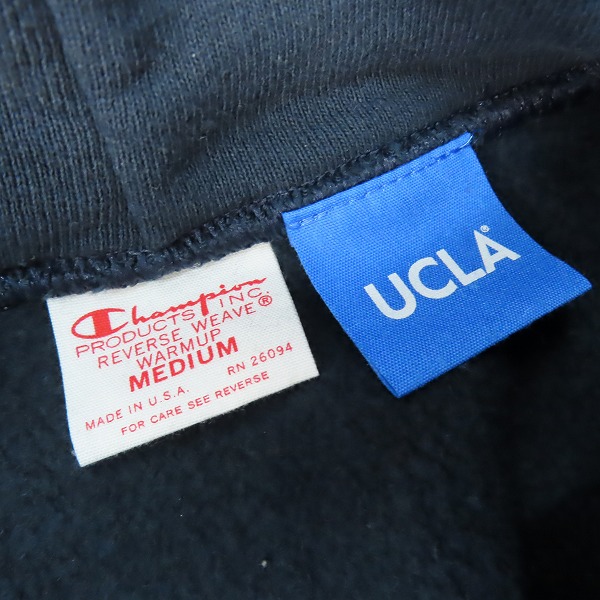 Champion
PRODUCTS INC.
REVERSE WEAVE®
WARMUP
MEDIUM
MADE IN U.S.A. RN 26094
FOR CARE SEE REVERSE
UCLA®